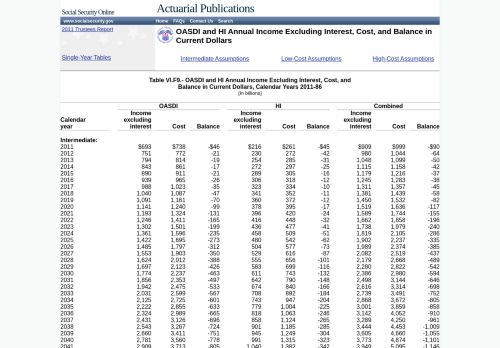 Social Security Online
Actuarial Publications
www.socialsecurity.gov Home FAQs Contact Us Search
2011 Trustees Report
OASDI and HI Annual Income Excluding Interest, Cost, and Balance in Current Dollars
Single-Year Tables
Intermediate Assumptions Low-Cost Assumptions High-Cost Assumptions
Table VI.F9.- OASDI and HI Annual Income Excluding Interest, Cost, and
Balance in Current Dollars, Calendar Years 2011-86
[In billions]
OASDI HI Combined
Calendar year Income excluding interest Cost Balance Income excluding interest Cost Balance Income excluding interest Cost Balance
Intermediate:
2011 $693 $738 -$46 $216 $261 -$45 $909 $999 -$90
2012 751 772 -21 230 272 -42 980 1,044 -64
2013 794 814 -19 254 285 -31 1,048 1,099 -50
2014 843 861 -17 272 297 -25 1,115 1,158 -42
2015 890 911 -21 289 305 -16 1,179 1,216 -37
2016 939 965 -26 306 318 -12 1,245 1,283 -38
2017 988 1,023 -35 323 334 -10 1,311 1,357 -45
2018 1,040 1,087 -47 341 352 -11 1,381 1,439 -58
2019 1,091 1,161 -70 360 372 -12 1,450 1,532 -82
2020 1,141 1,240 -99 378 395 -17 1,519 1,636 -117
2021 1,193 1,324 -131 396 420 -24 1,589 1,744 -155
2022 1,246 1,411 -165 416 448 -32 1,662 1,858 -196
2023 1,302 1,501 -199 436 477 -41 1,738 1,979 -240
2024 1,361 1,596 -235 458 509 -51 1,819 2,105 -286
2025 1,422 1,695 -273 480 542 -62 1,902 2,237 -335
2026 1,485 1,797 -312 504 577 -73 1,989 2,374 -385
2027 1,553 1,903 -350 529 616 -87 2,082 2,519 -437
2028 1,624 2,012 -388 555 656 -101 2,179 2,668 -489
2029 1,697 2,123 -426 583 699 -116 2,280 2,822 -542
2030 1,774 2,237 -463 611 743 -132 2,386 2,980 -594
2031 1,856 2,353 -497 642 790 -148 2,498 3,144 -646
2032 1,942 2,475 -533 674 840 -166 2,616 3,314 -698
2033 2,031 2,599 -567 708 892 -184 2,739 3,491 -752
2034 2,125 2,725 -601 743 947 -204 2,868 3,672 -805
2035 2,222 2,855 -633 779 1,004 -225 3,001 3,859 -858
2036 2,324 2,989 -665 818 1,063 -246 3,142 4,052 -910
2037 2,431 3,126 -696 858 1,124 -265 3,289 4,250 -961
2038 2,543 3,267 -724 901 1,185 -285 3,444 4,453 -1,009
2039 2,660 3,411 -751 945 1,249 -304 3,605 4,660 -1,055
2040 2,781 3,560 -778 991 1,315 -323 3,773 4,874 -1,101
2041 2,909 3,713 -805 1,040 1,382 -342 3,949 5,095 -1,146